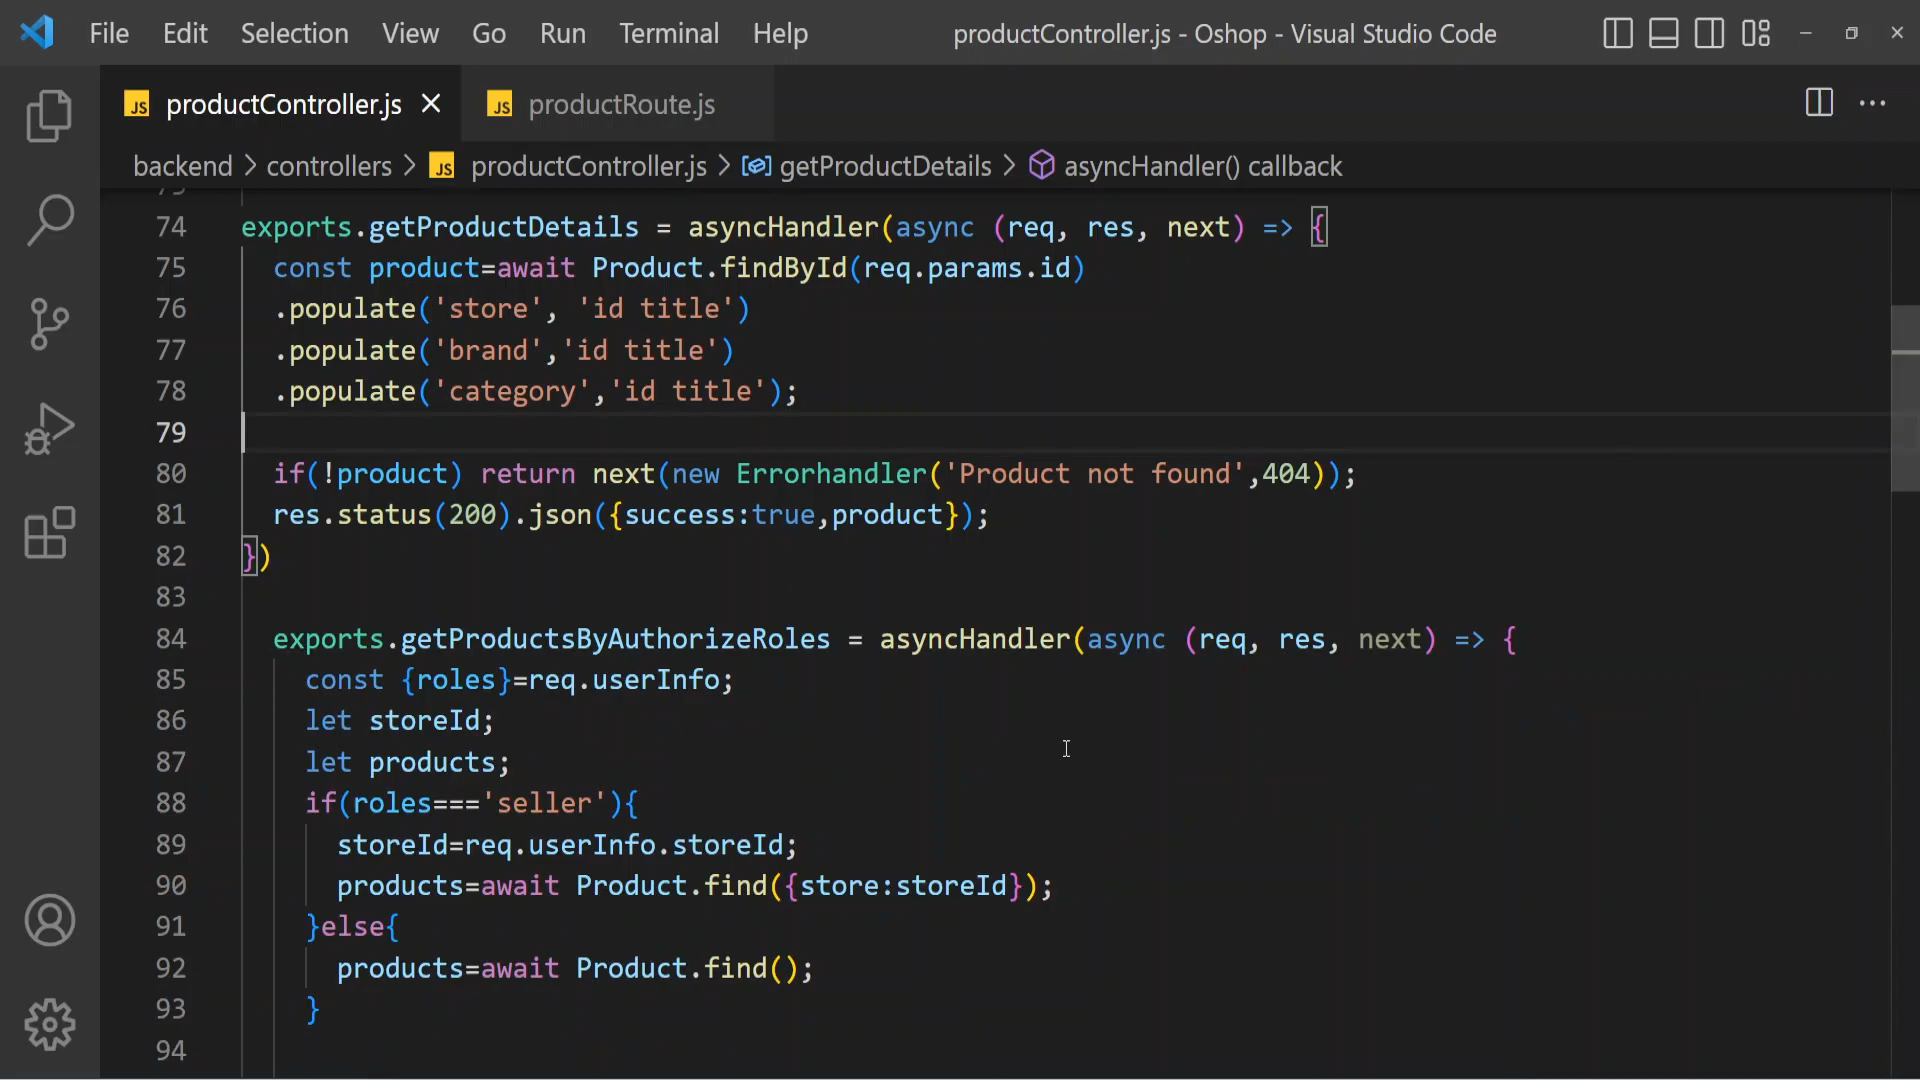 File Edit Selection View Go Run Terminal Help productController.js - Oshop - Visual Studio Code
JS productController.js JS productRoute.js
backend > controllers > JS productController.js > getProductDetails > asyncHandler() callback
73
74 exports.getProductDetails = asyncHandler(async (req, res, next) => {
75 const product=await Product.findById(req.params.id)
76 .populate('store', 'id title')
77 .populate('brand','id title')
78 .populate('category','id title');
79
80 if(!product) return next(new Errorhandler('Product not found',404));
81 res.status(200).json({success:true,product});
82 })
83
84 exports.getProductsByAuthorizeRoles = asyncHandler(async (req, res, next) => {
85 const {roles}=req.userInfo;
86 let storeId;
87 let products;
88 if(roles==='seller'){
89 storeId=req.userInfo.storeId;
90 products=await Product.find({store:storeId});
91 }else{
92 products=await Product.find();
93 }
94